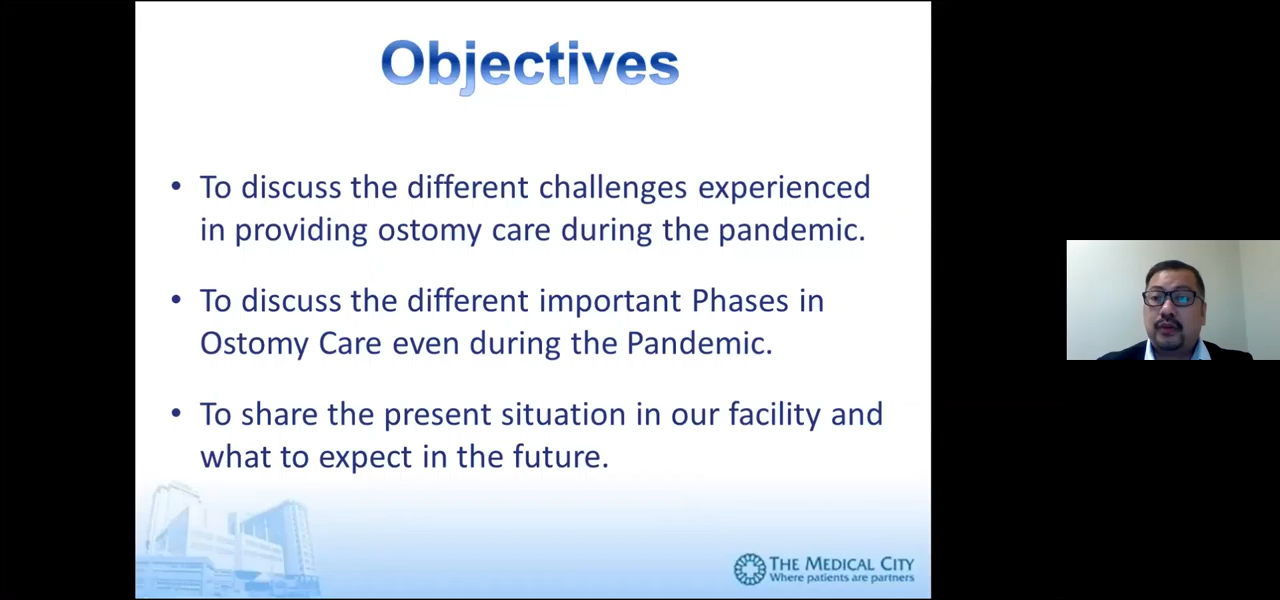 Objectives
• To discuss the different challenges experienced
in providing ostomy care during the pandemic.
• To discuss the different important Phases in
Ostomy Care even during the Pandemic.
• To share the present situation in our facility and
what to expect in the future.
THE MEDICAL CITY
Where patients are partners